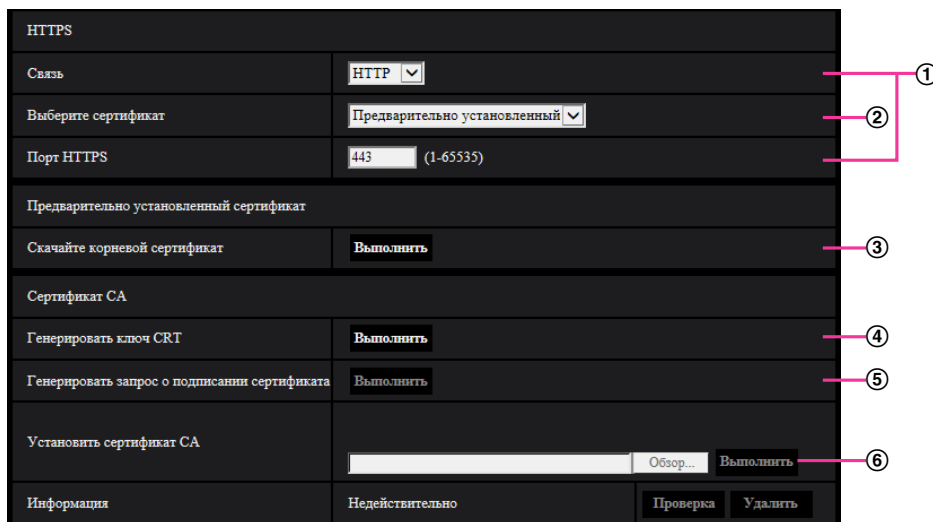 HTTPS
Связь HTTP ①
Выберите сертификат Предварительно установленный ②
Порт HTTPS 443 (1-65535)
Предварительно установленный сертификат
Скачайте корневой сертификат Выполнить ③
Сертификат CA
Генерировать ключ CRT Выполнить ④
Генерировать запрос о подписании сертификата Выполнить ⑤
Установить сертификат CA Обзор... Выполнить ⑥
Информация Недействительно Проверка Удалить